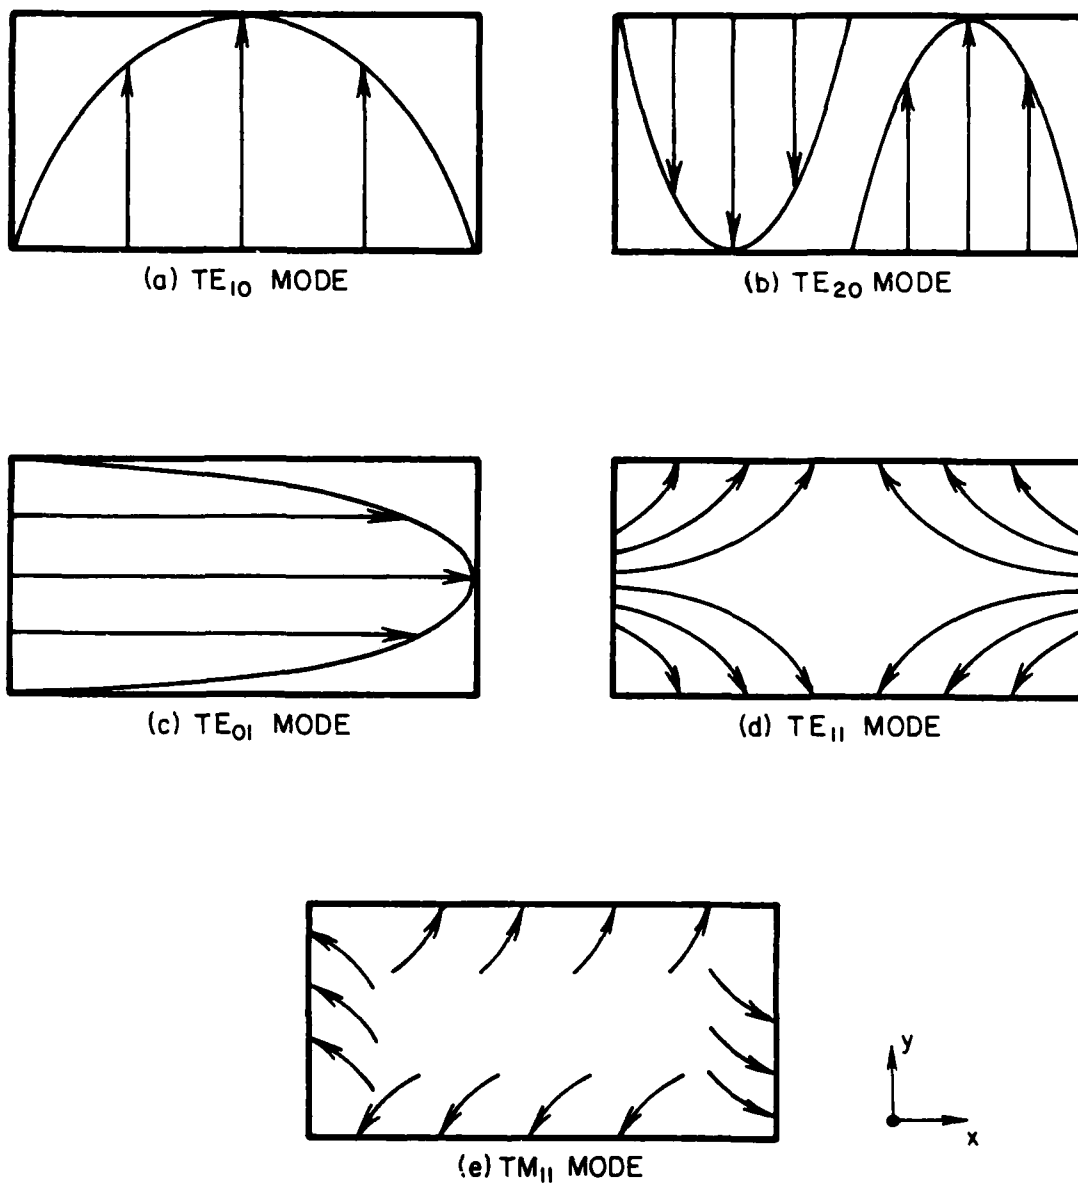 (a) TE₁₀ MODE
(b) TE₂₀ MODE
(c) TE₀₁ MODE
(d) TE₁₁ MODE
y
x
(e) TM₁₁ MODE